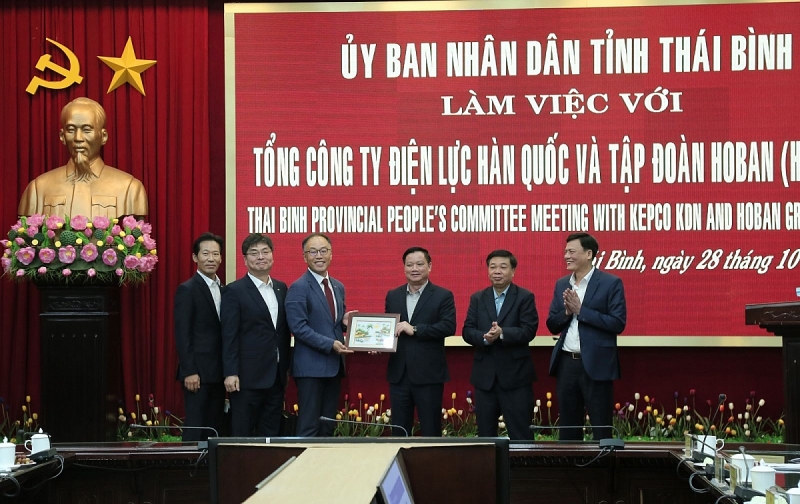 ỦY BAN NHÂN DÂN TỈNH THÁI BÌNH
LÀM VIỆC VỚI
TỔNG CÔNG TY ĐIỆN LỰC HÀN QUỐC VÀ TẬP ĐOÀN HOBAN (H
THAI BINH PROVINCIAL PEOPLE'S COMMITTEE MEETING WITH KEPCO KDN AND HOBAN GR
i Bình, ngày 28 tháng 10